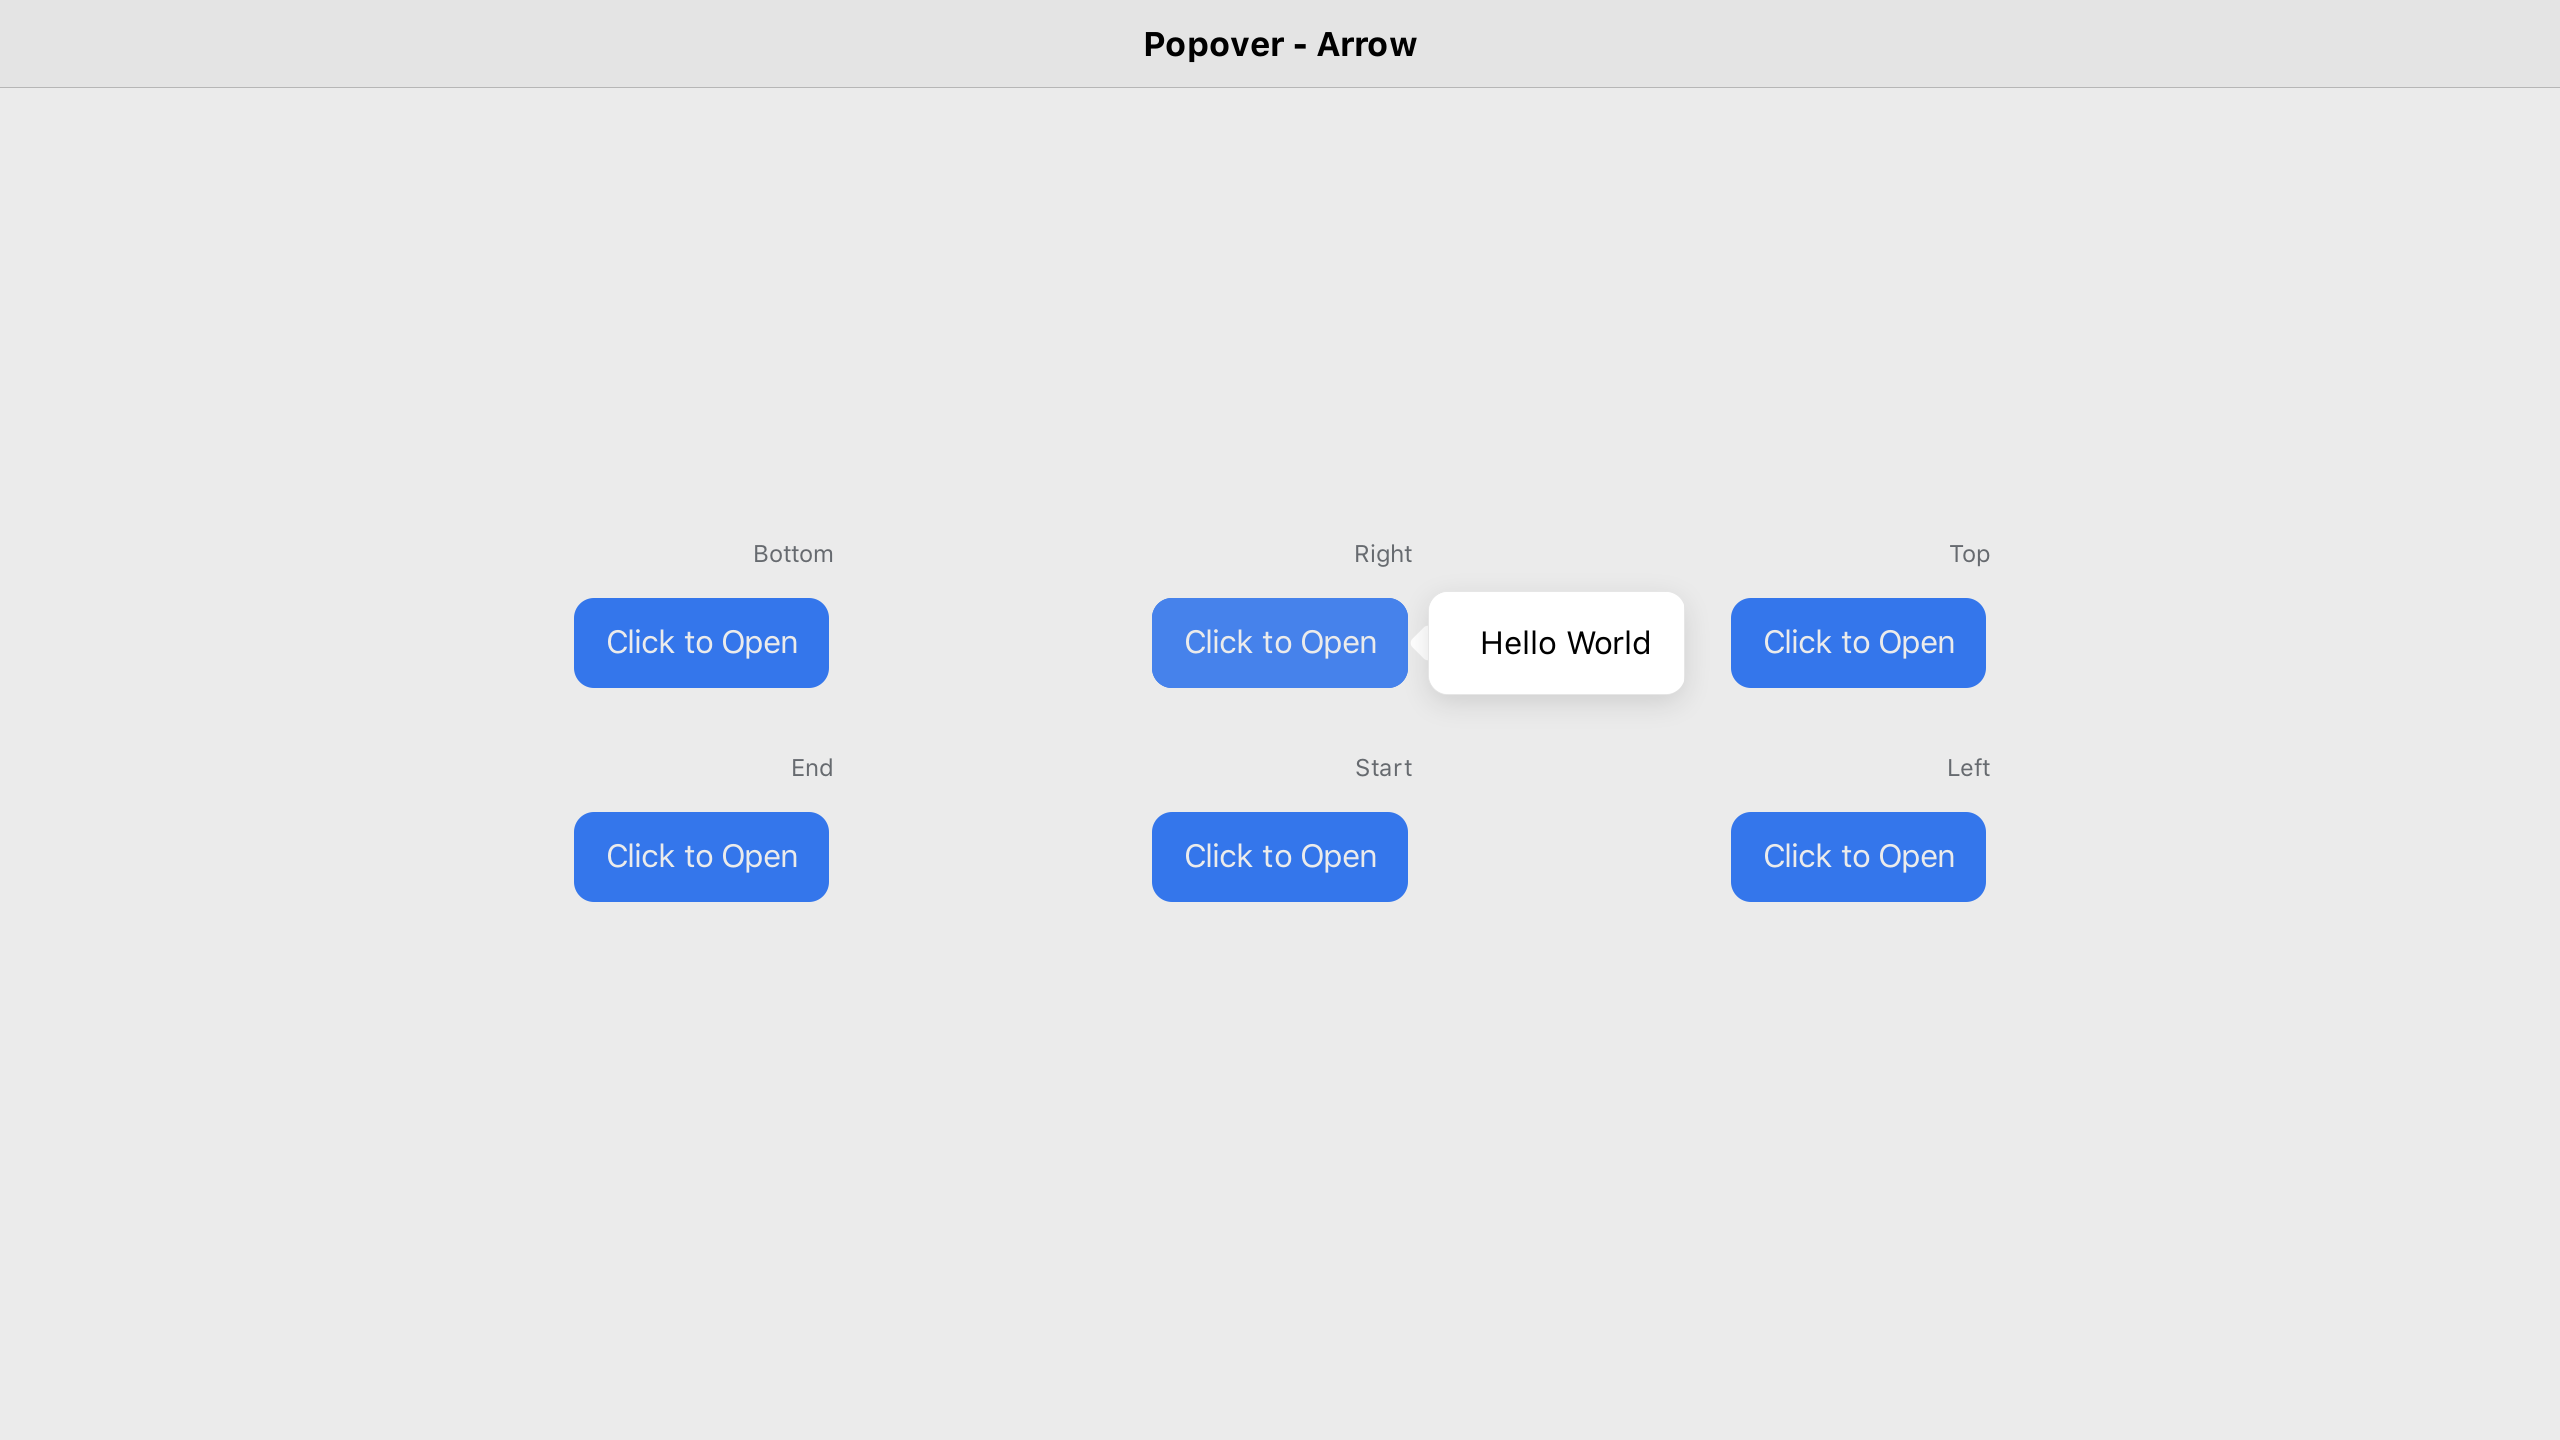 Popover - Arrow
Bottom
Right
Top
Click to Open
Click to Open
Hello World
Click to Open
End
Start
Left
Click to Open
Click to Open
Click to Open